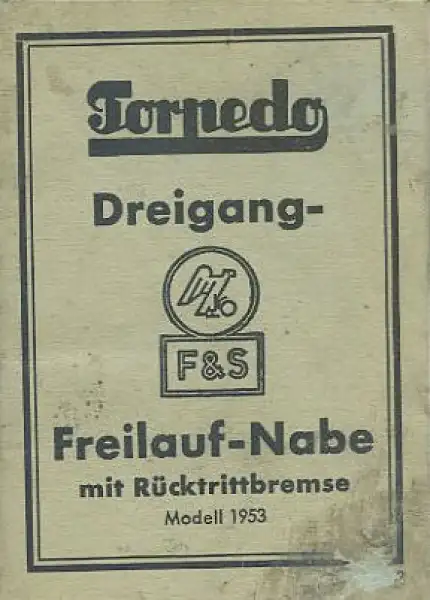 Torpedo
Dreigang-
F&S
Freilauf-Nabe
mit Rücktrittbremse
Modell 1953